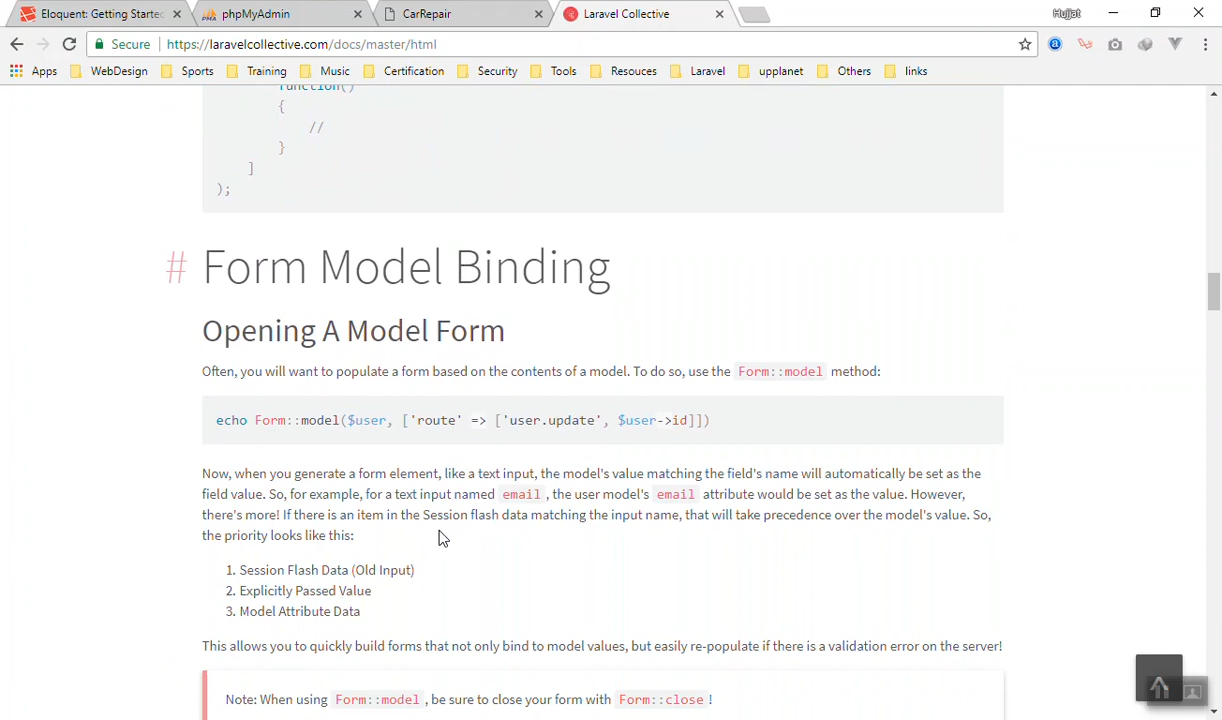 Eloquent: Getting Starte
phpMyAdmin
CarRepair
Laravel Collective
Hujjat
Secure
https://laravelcollective.com/docs/master/html
Apps
WebDesign
Sports
Training
Music
Certification
Security
Tools
Resouces
Laravel
upplanet
Others
links
function()
{
//
}
]
);
# Form Model Binding
Opening A Model Form
Often, you will want to populate a form based on the contents of a model. To do so, use the Form::model method:
echo Form::model($user, ['route' => ['user.update', $user->id]])
Now, when you generate a form element, like a text input, the model's value matching the field's name will automatically be set as the
field value. So, for example, for a text input named email , the user model's email attribute would be set as the value. However,
there's more! If there is an item in the Session flash data matching the input name, that will take precedence over the model's value. So,
the priority looks like this:
1. Session Flash Data (Old Input)
2. Explicitly Passed Value
3. Model Attribute Data
This allows you to quickly build forms that not only bind to model values, but easily re-populate if there is a validation error on the server!
Note: When using Form::model , be sure to close your form with Form::close !